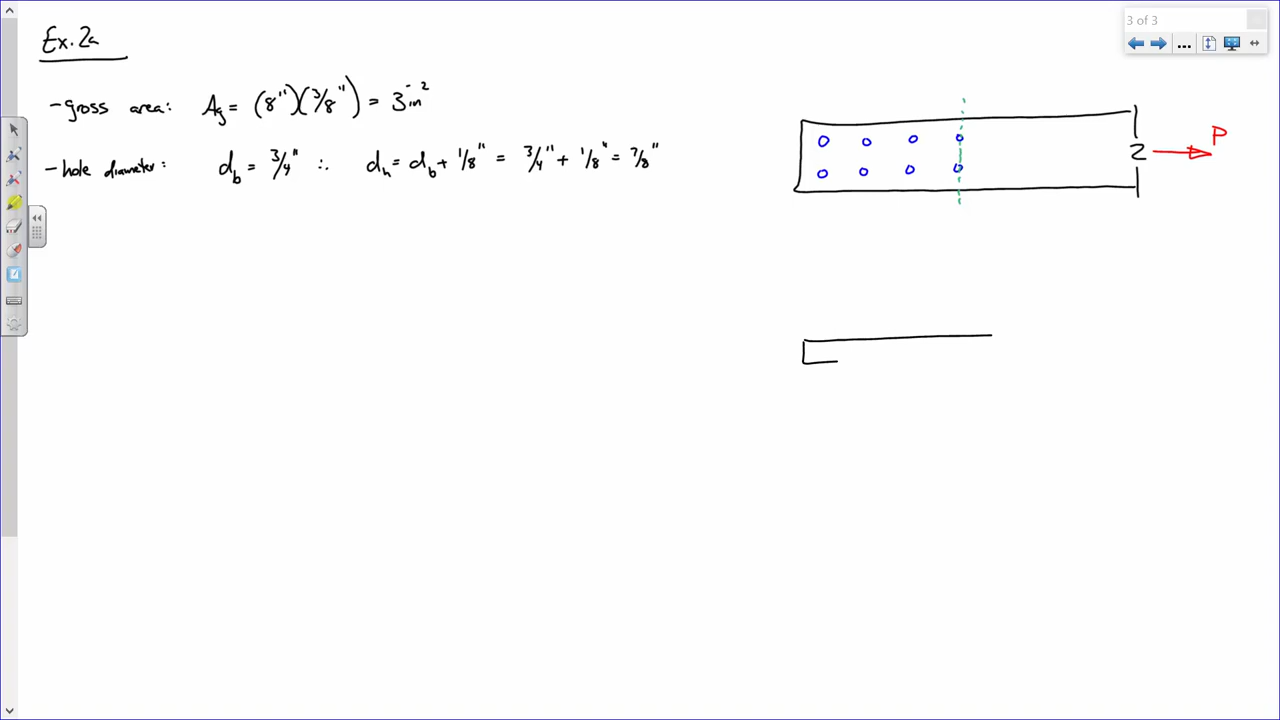 Ex. 2a
3 of 3
- gross area: Ag = (8")(3/8") = 3 in²
- hole diameter: db = 3/4" ∴ dh = db + 1/8" = 3/4" + 1/8" = 7/8"
P